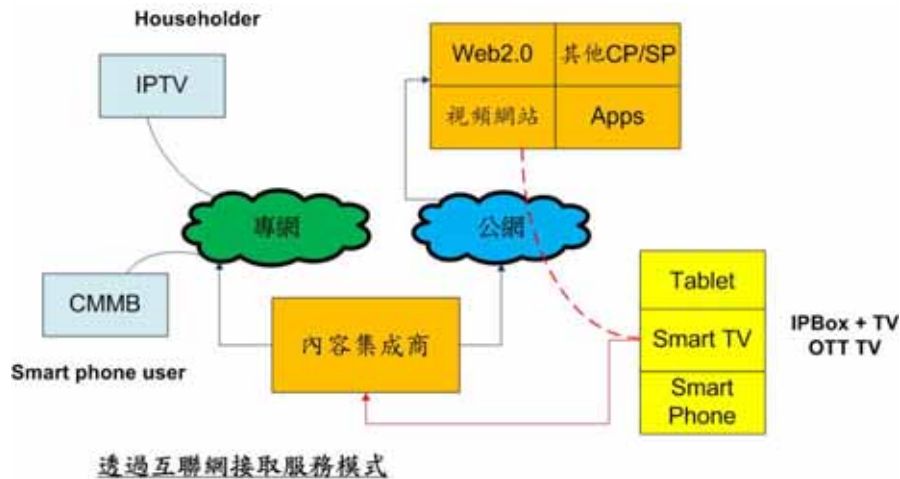 Householder
IPTV
Web2.0
其他CP/SP
視頻網站
Apps
專網
公網
CMMB
Smart phone user
內容集成商
Tablet
Smart TV
Smart
Phone
IPBox + TV
OTT TV
透過互聯網接取服務模式